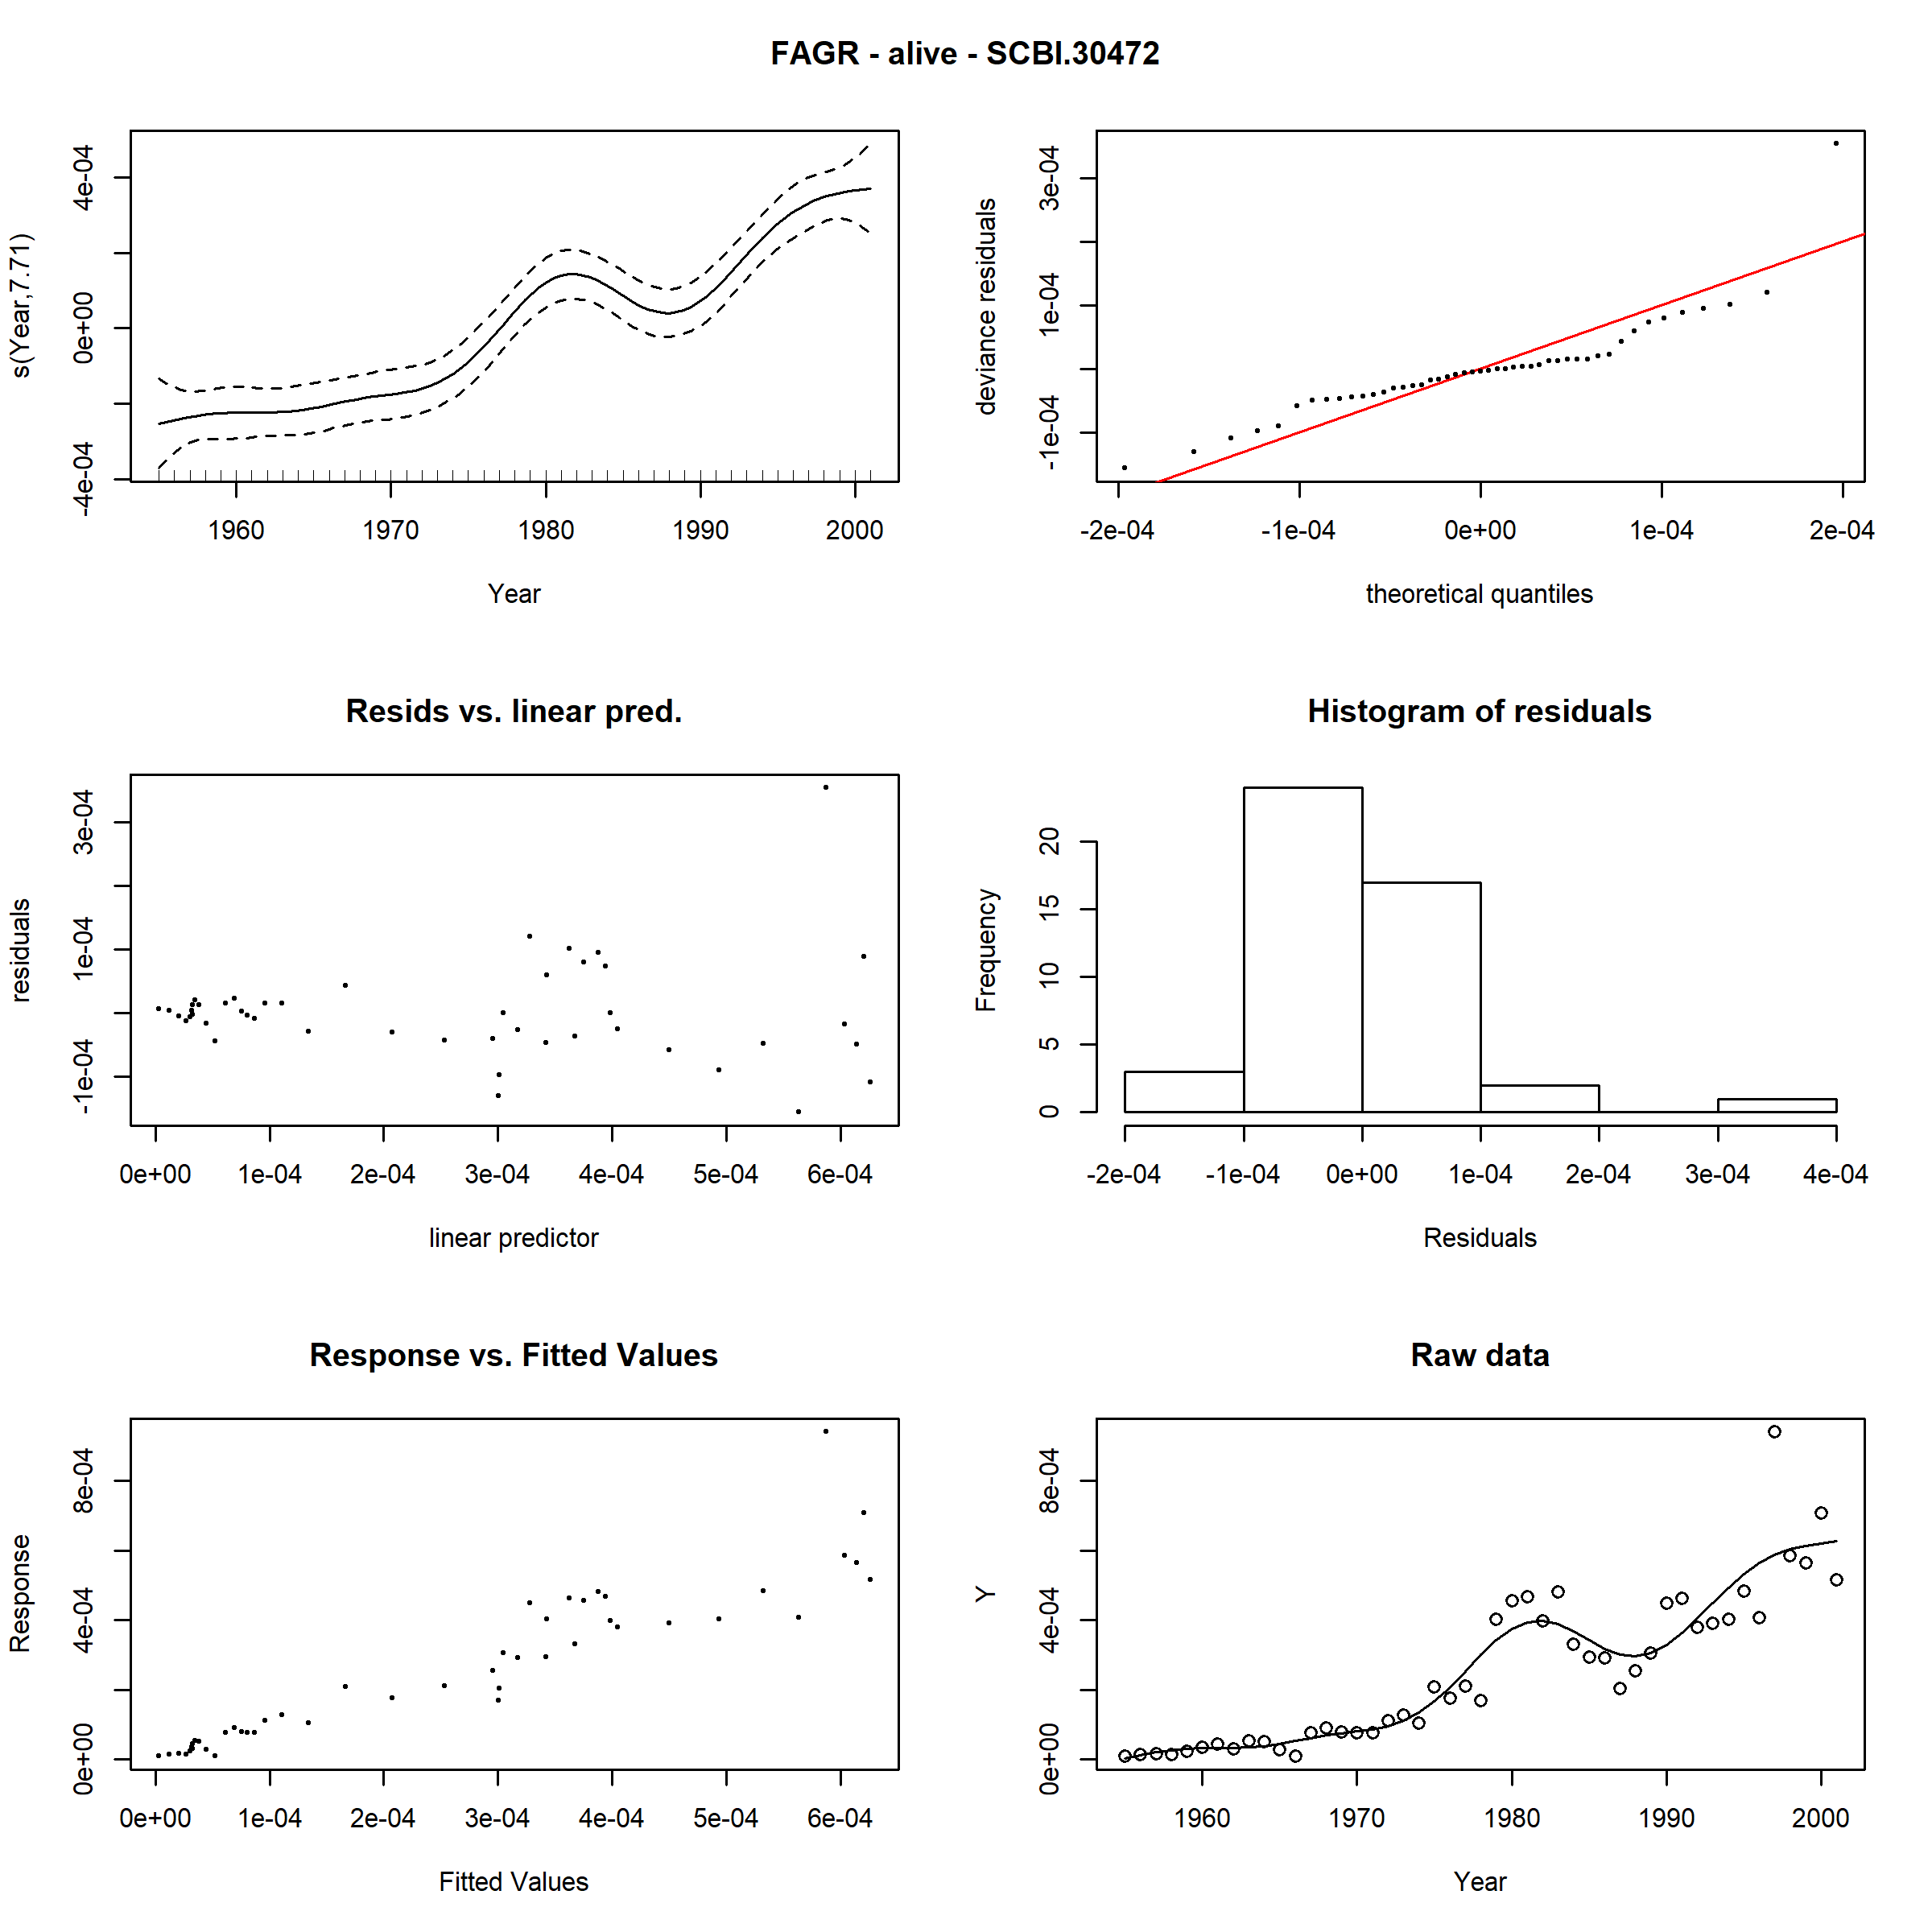 FAGR - alive - SCBI.30472
s(Year,7.71)
-4e-04 0e+00 4e-04
1960 1970 1980 1990 2000
Year
deviance residuals
-1e-04 1e-04 3e-04
-2e-04 -1e-04 0e+00 1e-04 2e-04
theoretical quantiles
Resids vs. linear pred.
residuals
-1e-04 1e-04 3e-04
0e+00 1e-04 2e-04 3e-04 4e-04 5e-04 6e-04
linear predictor
Histogram of residuals
Frequency
0 5 10 15 20
-2e-04 -1e-04 0e+00 1e-04 2e-04 3e-04 4e-04
Residuals
Response vs. Fitted Values
Response
0e+00 4e-04 8e-04
0e+00 1e-04 2e-04 3e-04 4e-04 5e-04 6e-04
Fitted Values
Raw data
Y
0e+00 4e-04 8e-04
1960 1970 1980 1990 2000
Year